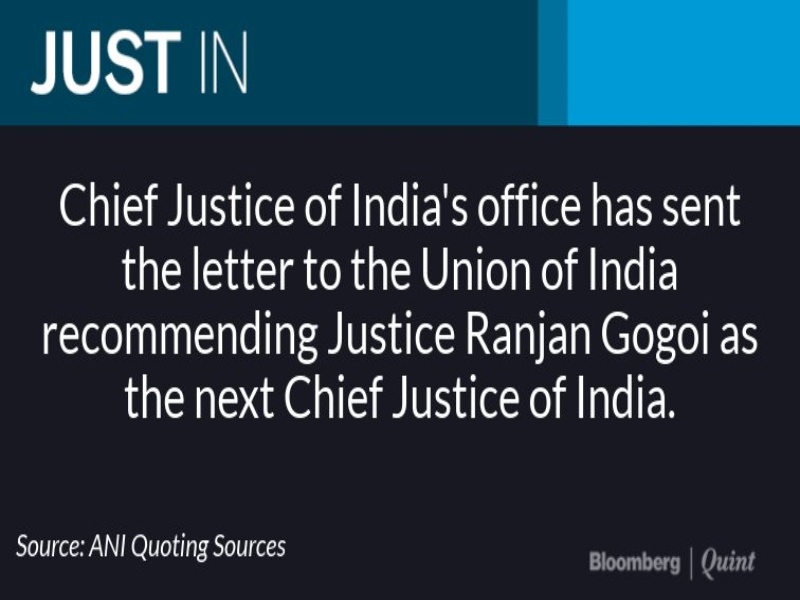 JUST IN
Chief Justice of India's office has sent
the letter to the Union of India
recommending Justice Ranjan Gogoi as
the next Chief Justice of India.
Source: ANI Quoting Sources
Bloomberg | Quint